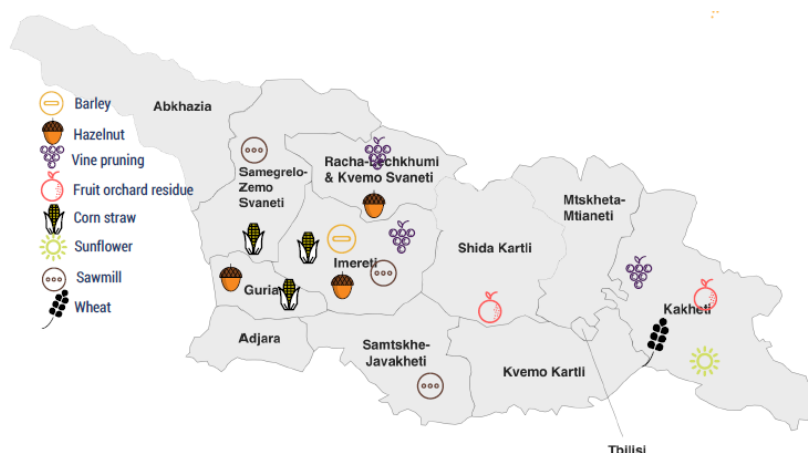 Abkhazia
Barley
Hazelnut
Vine pruning
Fruit orchard residue
Corn straw
Sunflower
Sawmill
Wheat
Samegrelo-
Zemo
Svaneti
Racha-Lechkhumi
& Kvemo Svaneti
Mtskheta-
Mtianeti
Shida Kartli
Imereti
Guria
Kakheti
Adjara
Samtskhe-
Javakheti
Kvemo Kartli
Tbilisi